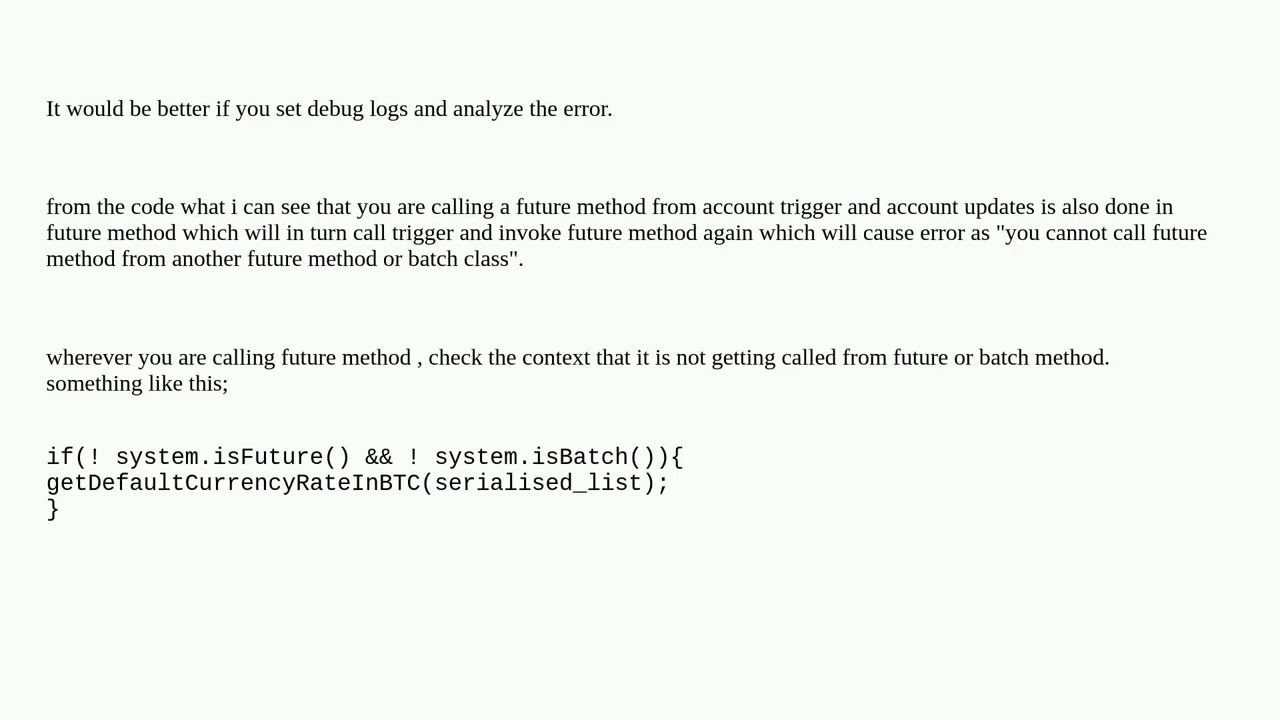 It would be better if you set debug logs and analyze the error.
from the code what i can see that you are calling a future method from account trigger and account updates is also done in
future method which will in turn call trigger and invoke future method again which will cause error as "you cannot call future
method from another future method or batch class".
wherever you are calling future method , check the context that it is not getting called from future or batch method.
something like this;
if(! system.isFuture() && ! system.isBatch()){
getDefaultCurrencyRateInBTC(serialised_list);
}